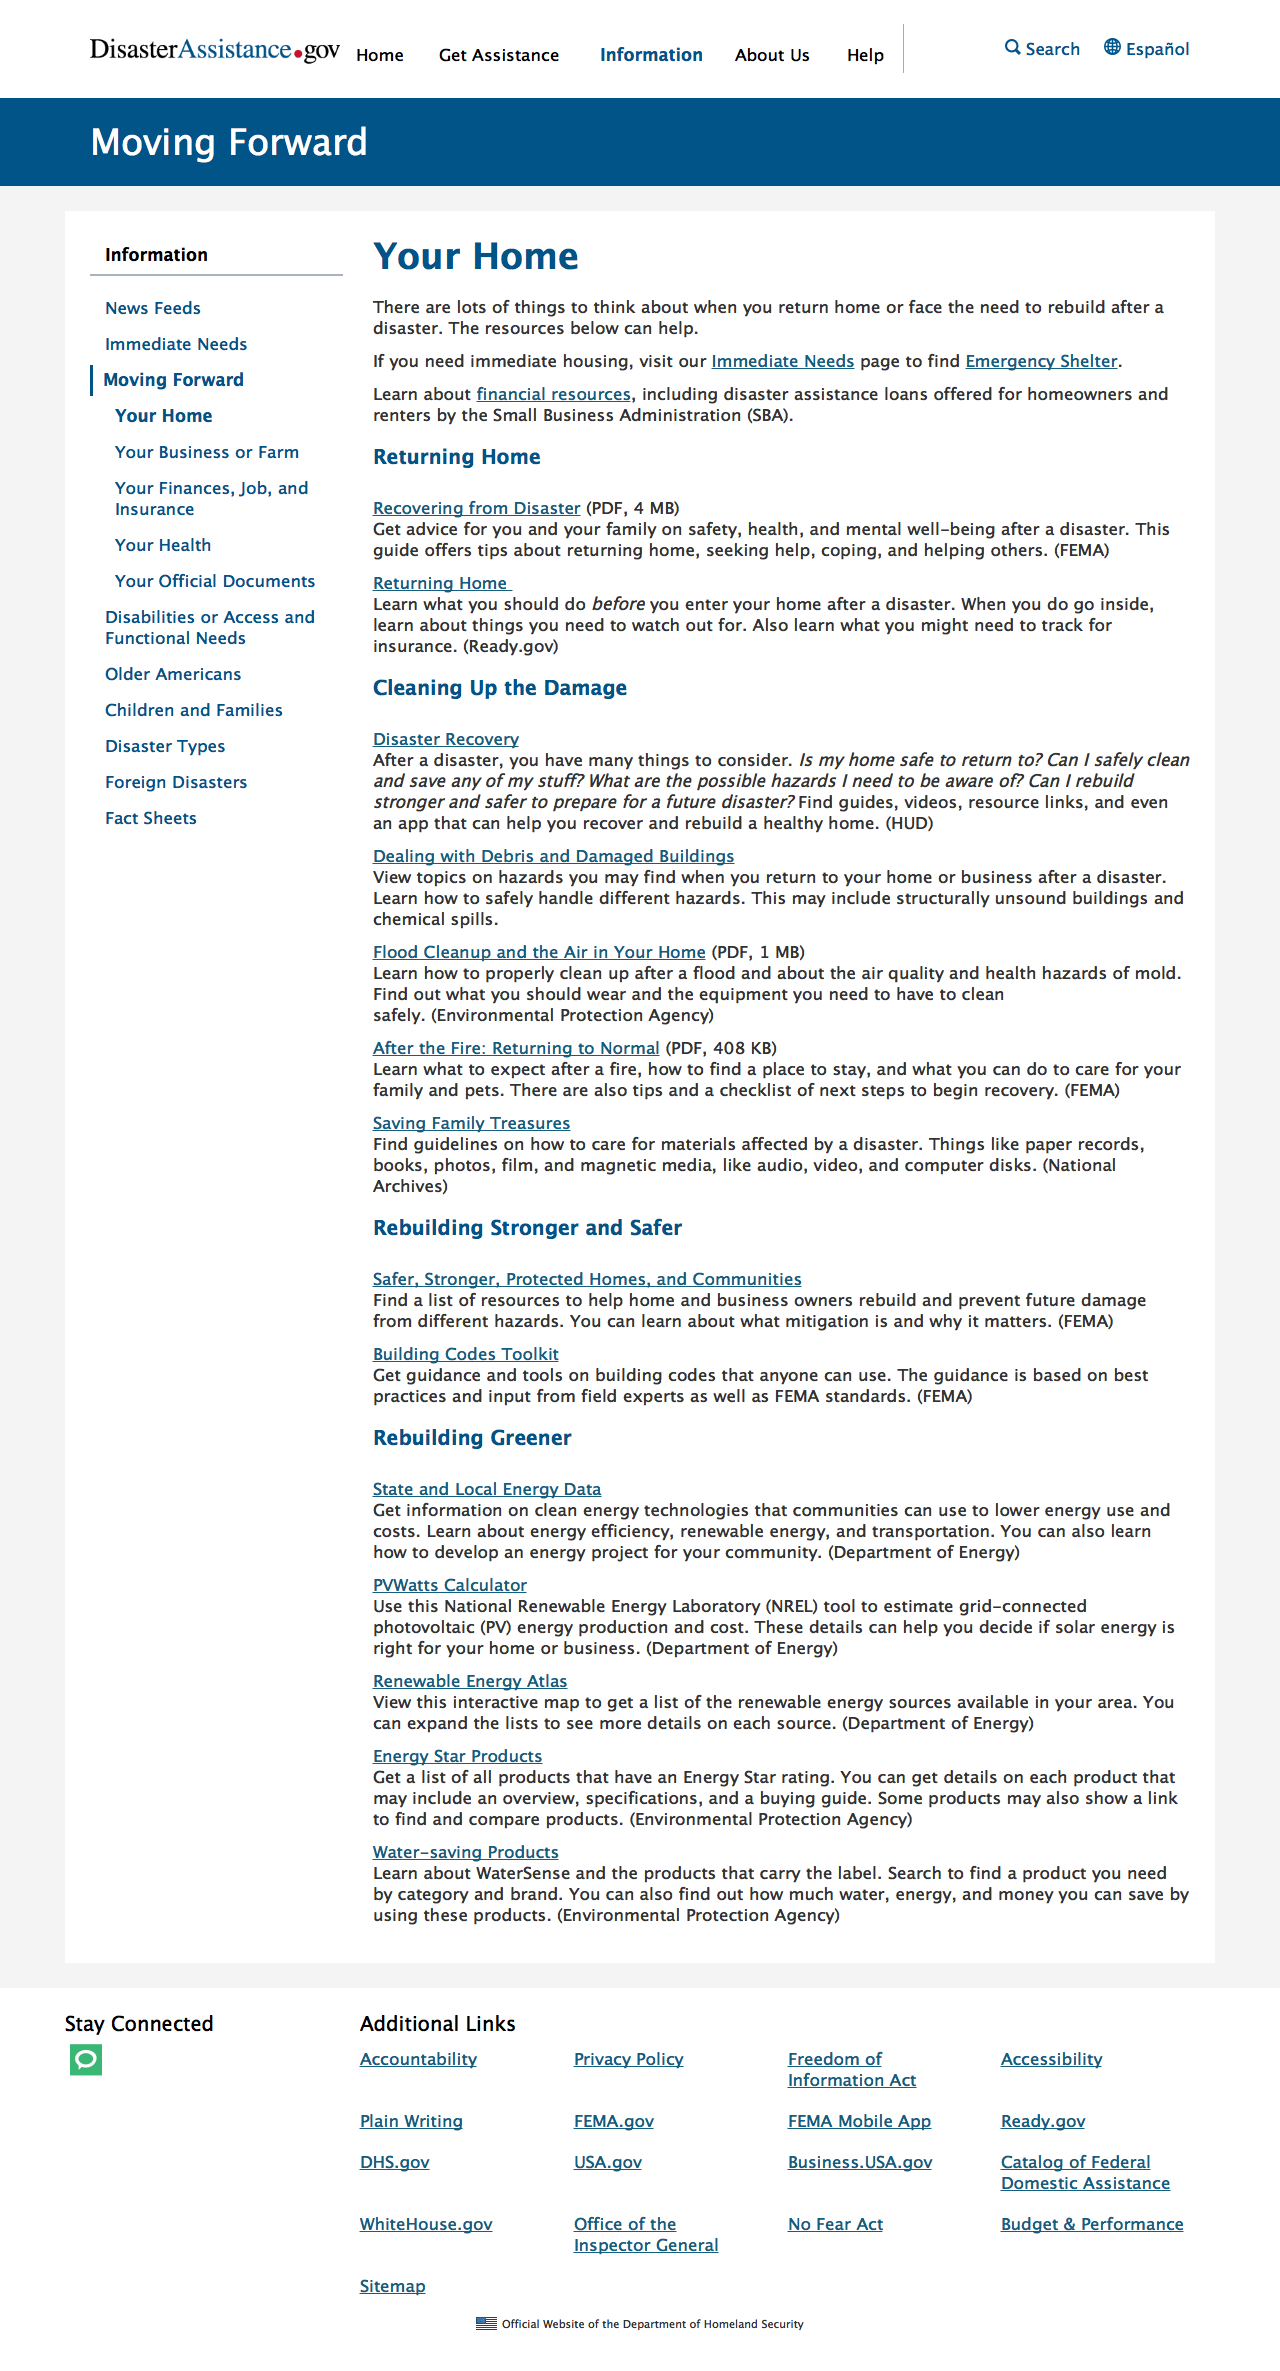 DisasterAssistance.gov Home Get Assistance Information About Us Help Search Español
Moving Forward
Information
News Feeds
Immediate Needs
Moving Forward
Your Home
Your Business or Farm
Your Finances, Job, and
Insurance
Your Health
Your Official Documents
Disabilities or Access and
Functional Needs
Older Americans
Children and Families
Disaster Types
Foreign Disasters
Fact Sheets
Your Home
There are lots of things to think about when you return home or face the need to rebuild after a
disaster. The resources below can help.
If you need immediate housing, visit our Immediate Needs page to find Emergency Shelter.
Learn about financial resources, including disaster assistance loans offered for homeowners and
renters by the Small Business Administration (SBA).
Returning Home
Recovering from Disaster (PDF, 4 MB)
Get advice for you and your family on safety, health, and mental well-being after a disaster. This
guide offers tips about returning home, seeking help, coping, and helping others. (FEMA)
Returning Home
Learn what you should do before you enter your home after a disaster. When you do go inside,
learn about things you need to watch out for. Also learn what you might need to track for
insurance. (Ready.gov)
Cleaning Up the Damage
Disaster Recovery
After a disaster, you have many things to consider. Is my home safe to return to? Can I safely clean
and save any of my stuff? What are the possible hazards I need to be aware of? Can I rebuild
stronger and safer to prepare for a future disaster? Find guides, videos, resource links, and even
an app that can help you recover and rebuild a healthy home. (HUD)
Dealing with Debris and Damaged Buildings
View topics on hazards you may find when you return to your home or business after a disaster.
Learn how to safely handle different hazards. This may include structurally unsound buildings and
chemical spills.
Flood Cleanup and the Air in Your Home (PDF, 1 MB)
Learn how to properly clean up after a flood and about the air quality and health hazards of mold.
Find out what you should wear and the equipment you need to have to clean
safely. (Environmental Protection Agency)
After the Fire: Returning to Normal (PDF, 408 KB)
Learn what to expect after a fire, how to find a place to stay, and what you can do to care for your
family and pets. There are also tips and a checklist of next steps to begin recovery. (FEMA)
Saving Family Treasures
Find guidelines on how to care for materials affected by a disaster. Things like paper records,
books, photos, film, and magnetic media, like audio, video, and computer disks. (National
Archives)
Rebuilding Stronger and Safer
Safer, Stronger, Protected Homes, and Communities
Find a list of resources to help home and business owners rebuild and prevent future damage
from different hazards. You can learn about what mitigation is and why it matters. (FEMA)
Building Codes Toolkit
Get guidance and tools on building codes that anyone can use. The guidance is based on best
practices and input from field experts as well as FEMA standards. (FEMA)
Rebuilding Greener
State and Local Energy Data
Get information on clean energy technologies that communities can use to lower energy use and
costs. Learn about energy efficiency, renewable energy, and transportation. You can also learn
how to develop an energy project for your community. (Department of Energy)
PVWatts Calculator
Use this National Renewable Energy Laboratory (NREL) tool to estimate grid-connected
photovoltaic (PV) energy production and cost. These details can help you decide if solar energy is
right for your home or business. (Department of Energy)
Renewable Energy Atlas
View this interactive map to get a list of the renewable energy sources available in your area. You
can expand the lists to see more details on each source. (Department of Energy)
Energy Star Products
Get a list of all products that have an Energy Star rating. You can get details on each product that
may include an overview, specifications, and a buying guide. Some products may also show a link
to find and compare products. (Environmental Protection Agency)
Water-saving Products
Learn about WaterSense and the products that carry the label. Search to find a product you need
by category and brand. You can also find out how much water, energy, and money you can save by
using these products. (Environmental Protection Agency)
Stay Connected
Additional Links
Accountability
Privacy Policy
Freedom of
Information Act
Accessibility
Plain Writing
FEMA.gov
FEMA Mobile App
Ready.gov
DHS.gov
USA.gov
Business.USA.gov
Catalog of Federal
Domestic Assistance
WhiteHouse.gov
Office of the
Inspector General
No Fear Act
Budget & Performance
Sitemap
Official Website of the Department of Homeland Security